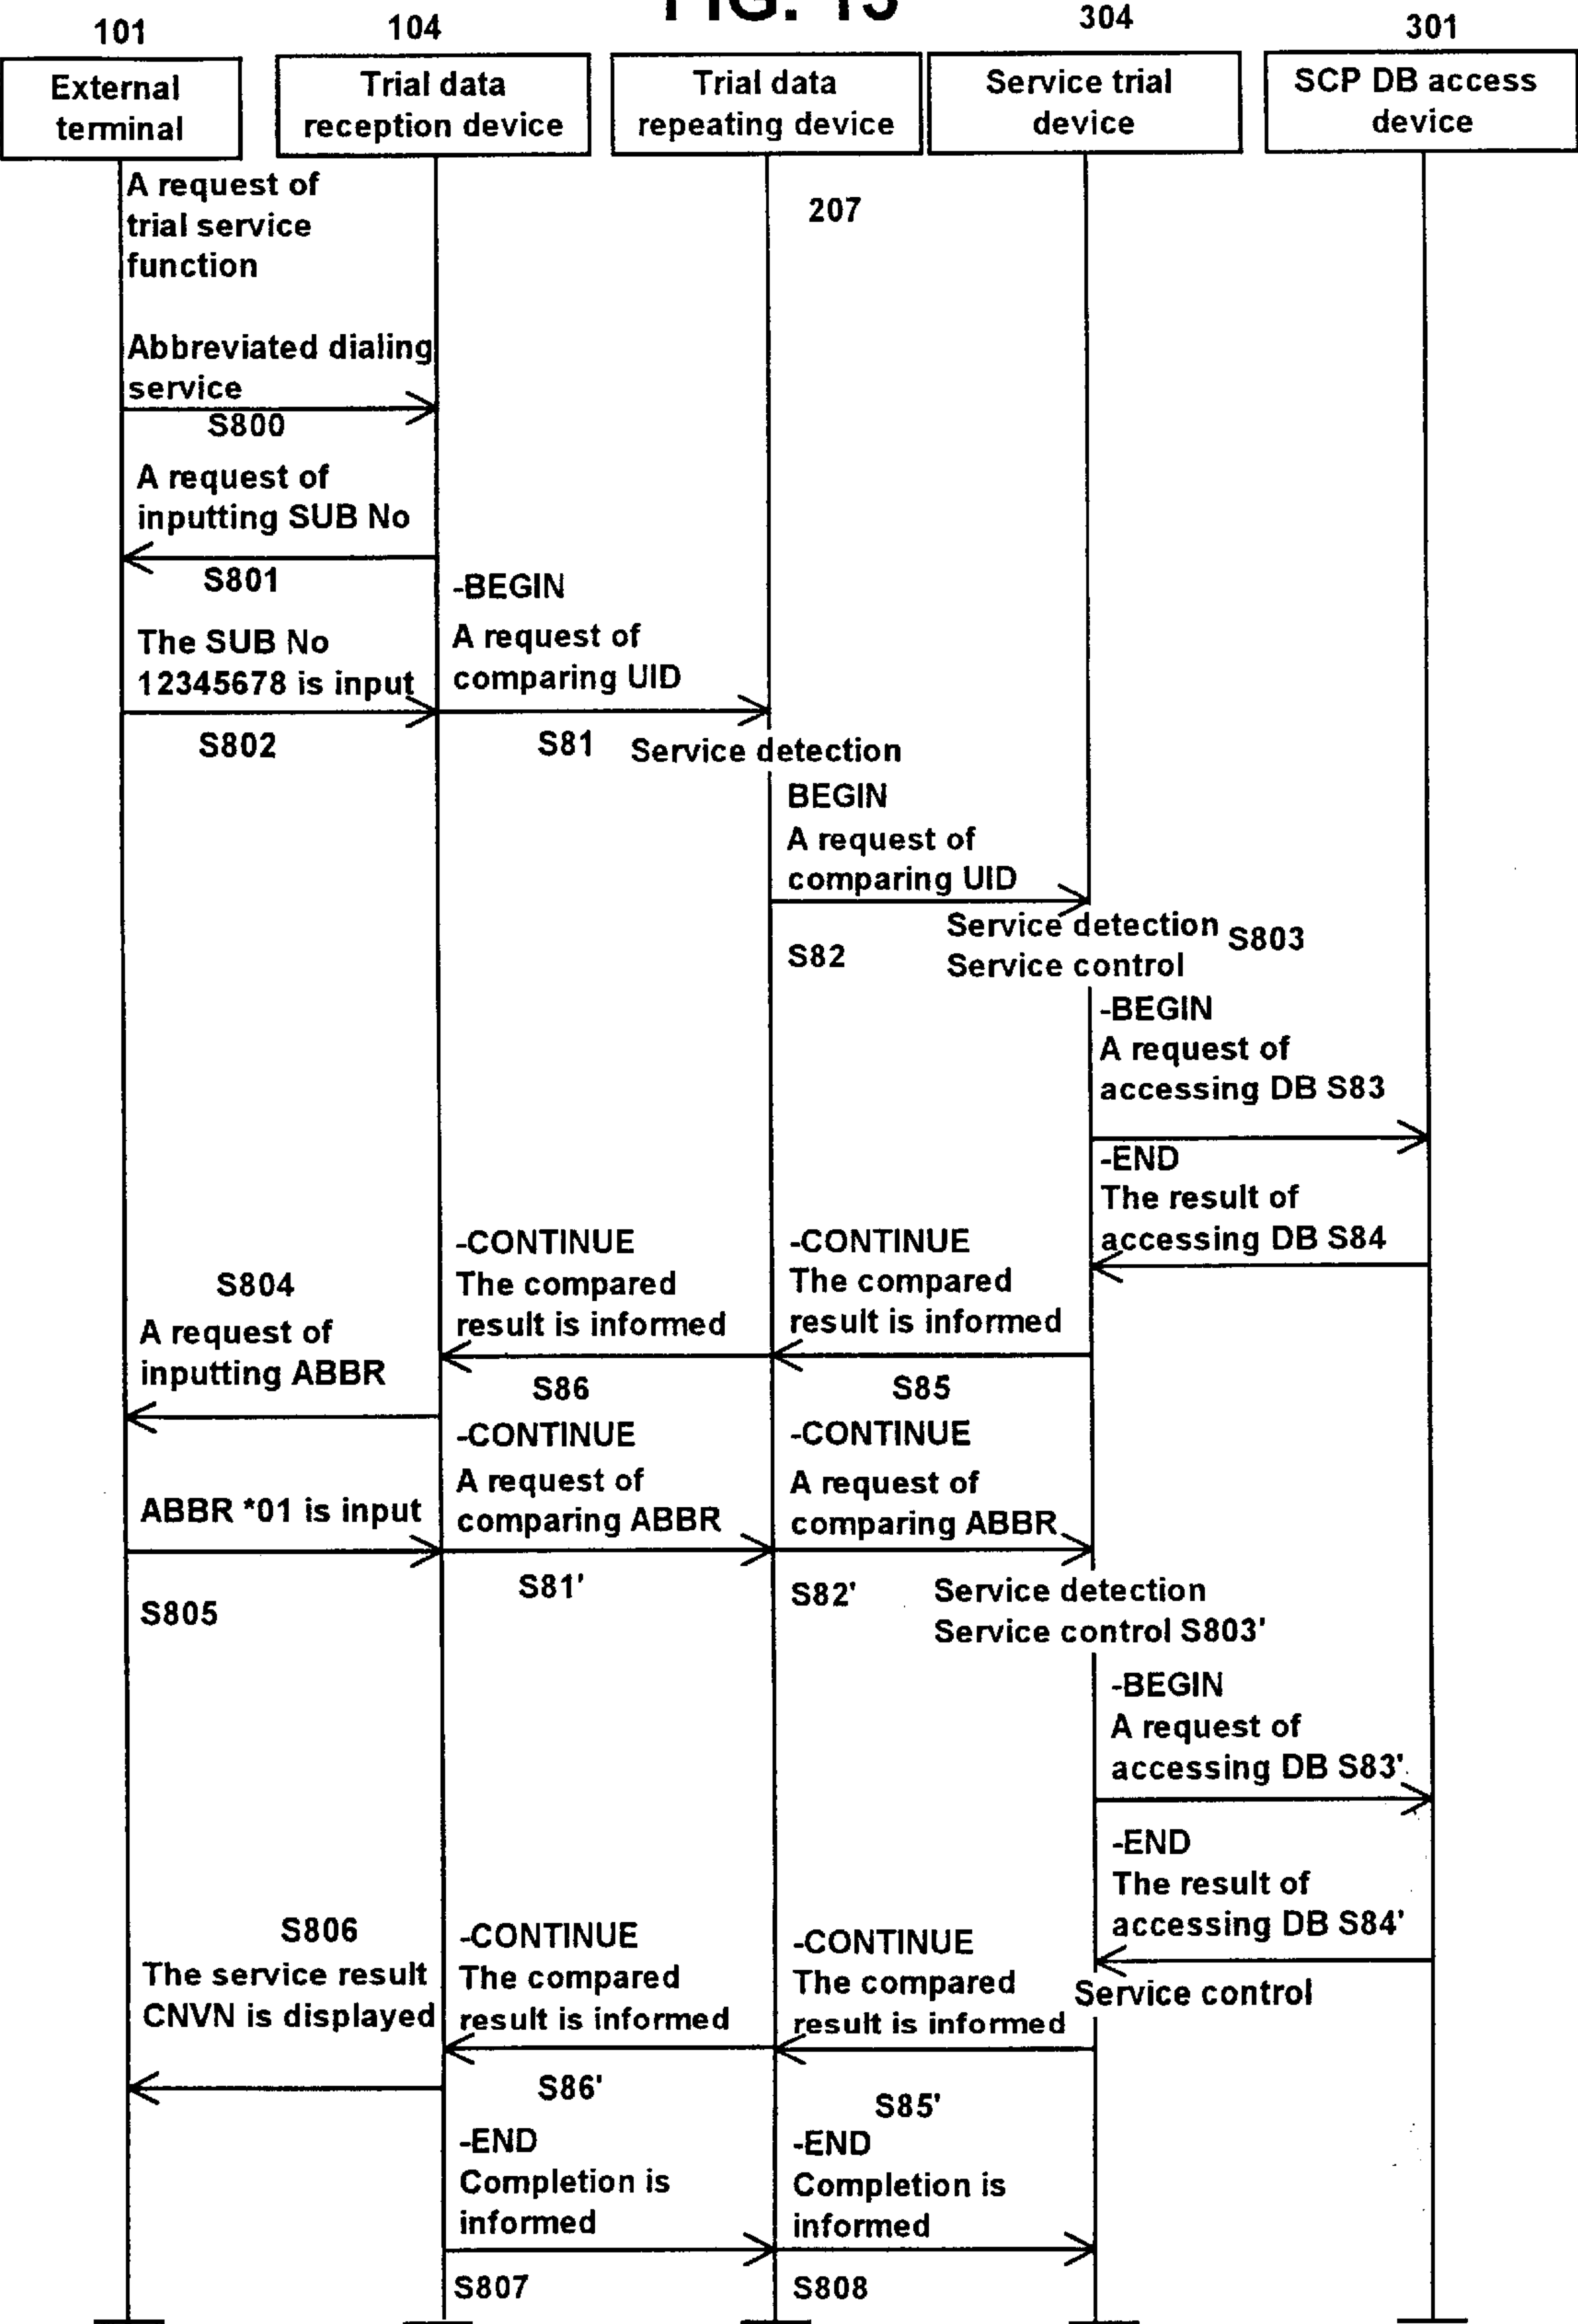 FIG. 13
101
104
304
301
External
terminal
Trial data
reception device
Trial data
repeating device
Service trial
device
SCP DB access
device
207
A request of
trial service
function
Abbreviated dialing
service
S800
A request of
inputting SUB No
S801
-BEGIN
A request of
comparing UID
The SUB No
12345678 is input
S802
S81
Service detection
BEGIN
A request of
comparing UID
S82
Service detection
Service control
S803
-BEGIN
A request of
accessing DB S83
-END
The result of
accessing DB S84
-CONTINUE
The compared
result is informed
S85
-CONTINUE
The compared
result is informed
S86
S804
A request of
inputting ABBR
ABBR *01 is input
S805
-CONTINUE
A request of
comparing ABBR
S81'
-CONTINUE
A request of
comparing ABBR
S82'
Service detection
Service control S803'
-BEGIN
A request of
accessing DB S83'
-END
The result of
accessing DB S84'
Service control
-CONTINUE
The compared
result is informed
S85'
-CONTINUE
The compared
result is informed
S86'
S806
The service result
CNVN is displayed
-END
Completion is
informed
S807
-END
Completion is
informed
S808